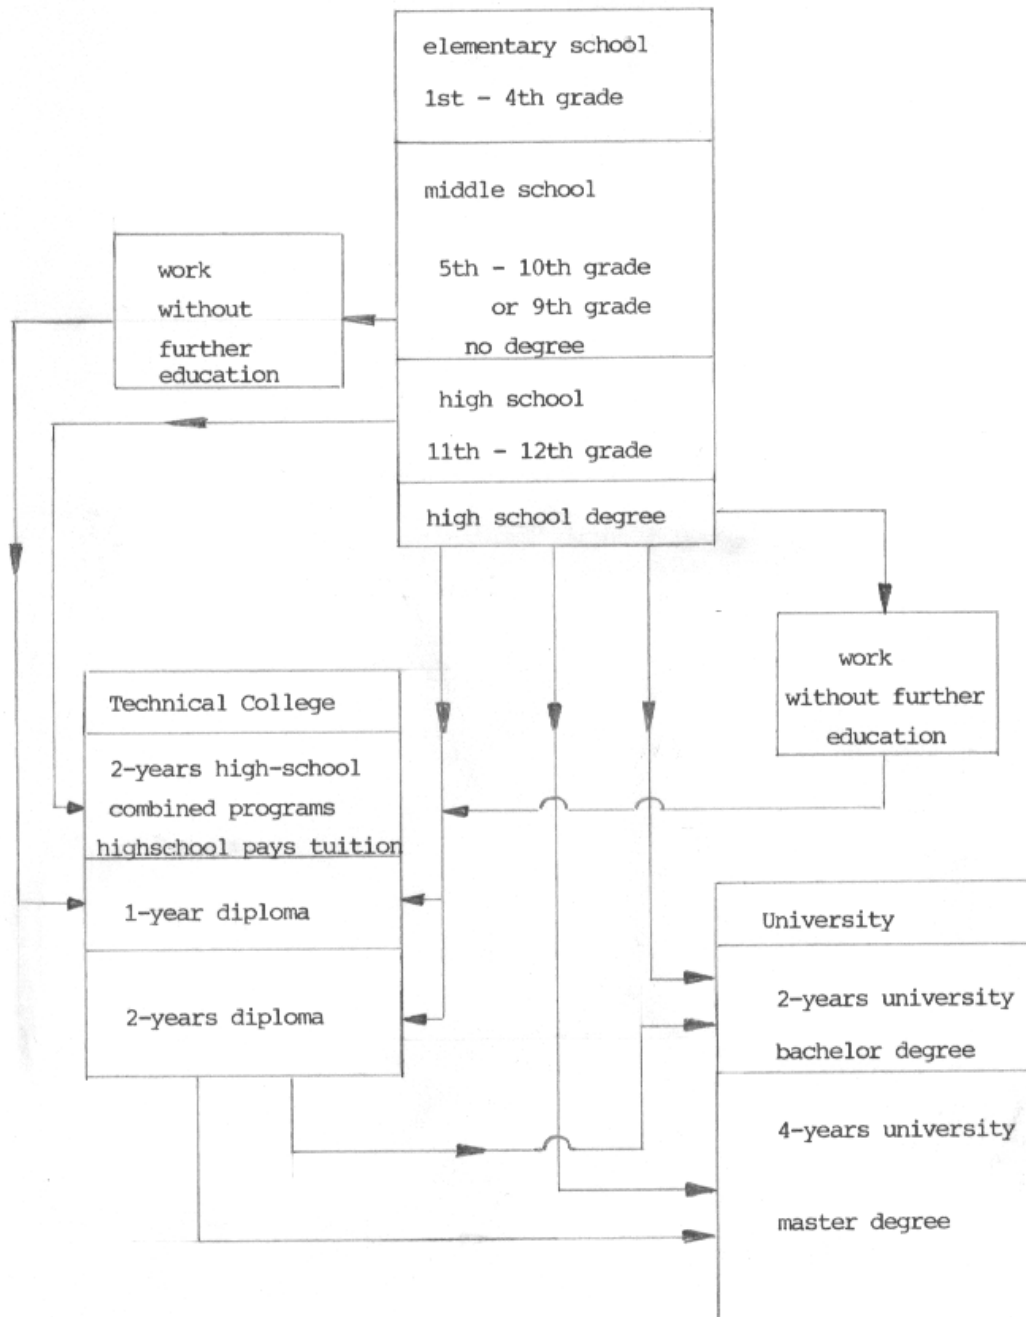 elementary school
1st - 4th grade
middle school
5th - 10th grade
or 9th grade
no degree
work
without
further
education
high school
11th - 12th grade
high school degree
work
without further
education
Technical College
2-years high-school
combined programs
highschool pays tuition
1-year diploma
2-years diploma
University
2-years university
bachelor degree
4-years university
master degree